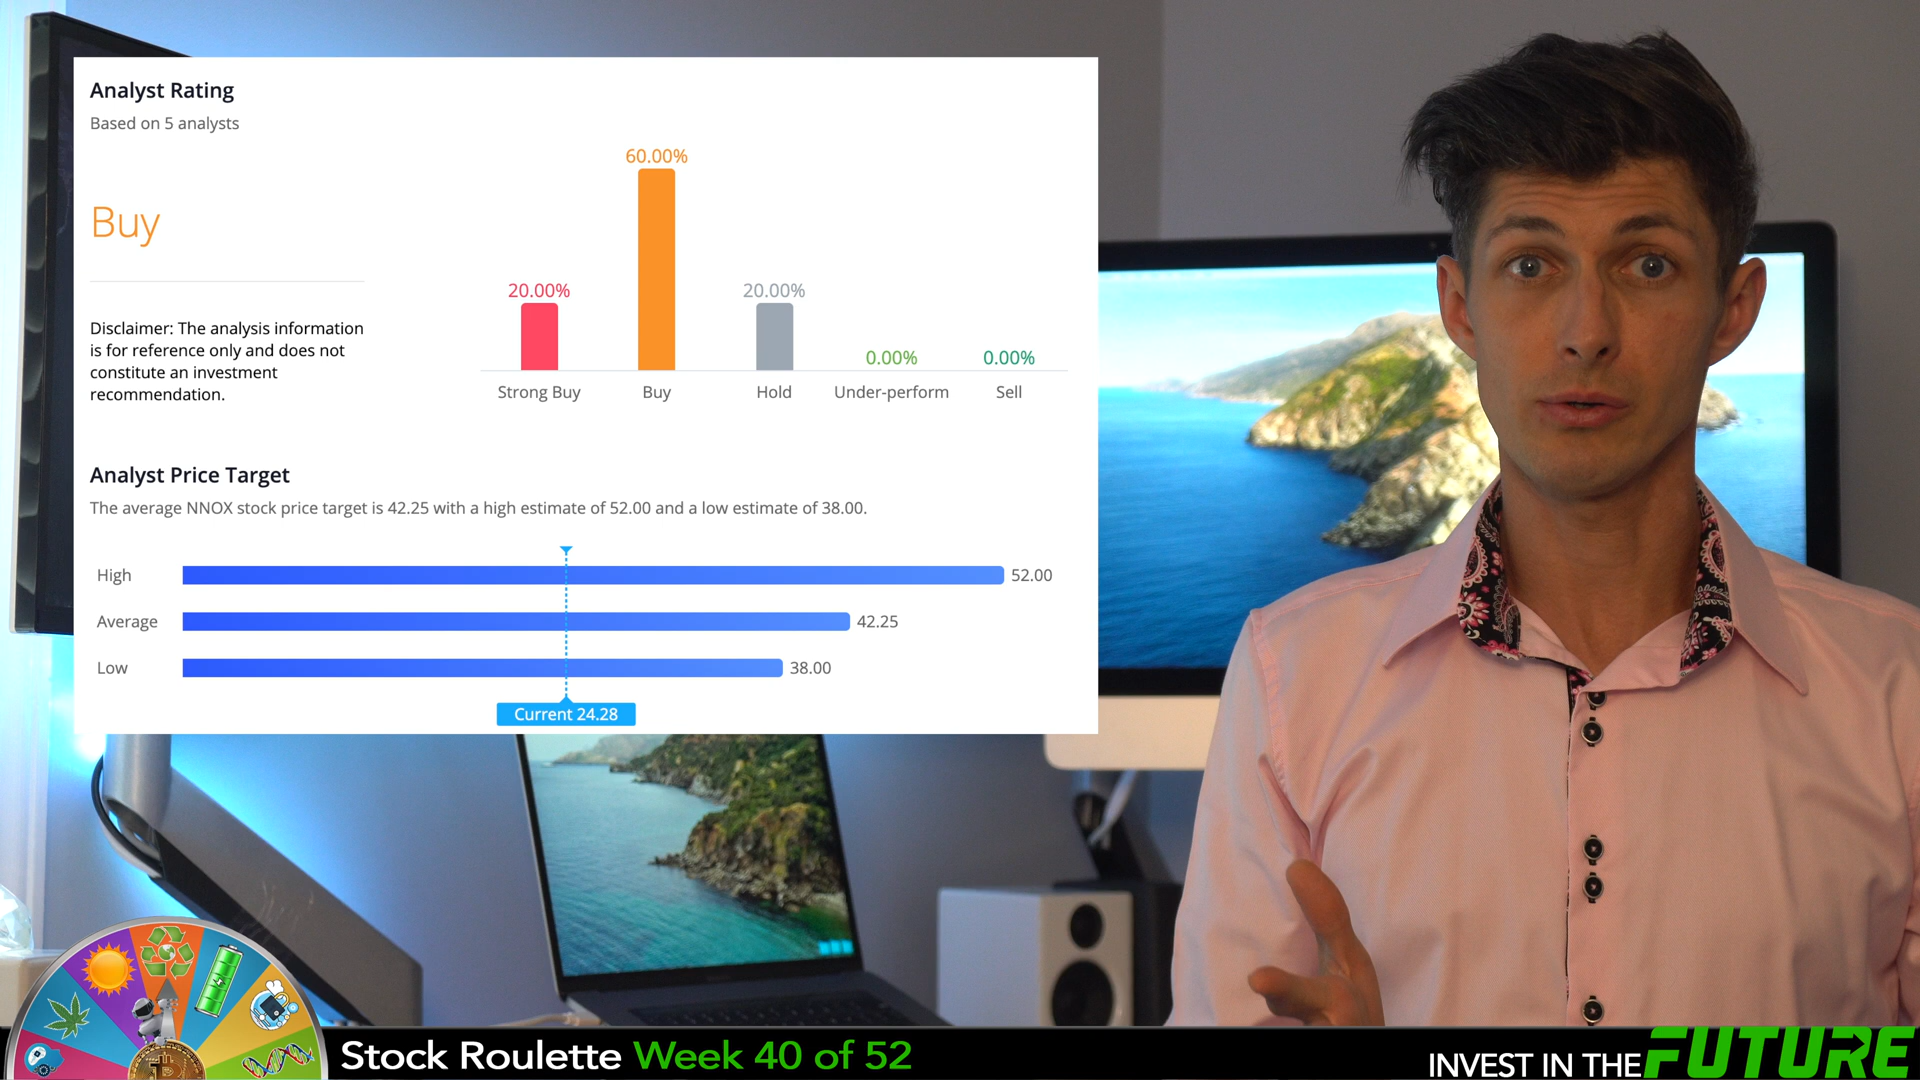 Analyst Rating
Based on 5 analysts
Buy
Disclaimer: The analysis information
is for reference only and does not
constitute an investment
recommendation.
20.00%
60.00%
20.00%
0.00%
0.00%
Strong Buy
Buy
Hold
Under-perform
Sell
Analyst Price Target
The average NNOX stock price target is 42.25 with a high estimate of 52.00 and a low estimate of 38.00.
High
52.00
Average
42.25
Low
38.00
Current 24.28
Stock Roulette Week 40 of 52
INVEST IN THE FUTURE